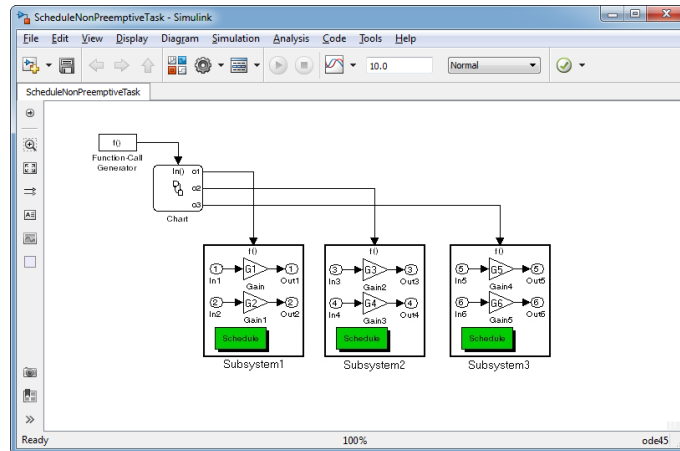 ScheduleNonPreemptiveTask - Simulink
File Edit View Display Diagram Simulation Analysis Code Tools Help
10.0 Normal
ScheduleNonPreemptiveTask
f()
Function-Call
Generator
In() o1
o2
o3
Chart
f() f() f()
1 G1 1 3 G3 3 5 G5 5
In1 Gain Out1 In3 Gain2 Out3 In5 Gain4 Out5
2 G2 2 4 G4 4 6 G6 6
In2 Gain1 Out2 In4 Gain3 Out4 In6 Gain5 Out6
Schedule Schedule Schedule
Subsystem1 Subsystem2 Subsystem3
Ready 100% ode45